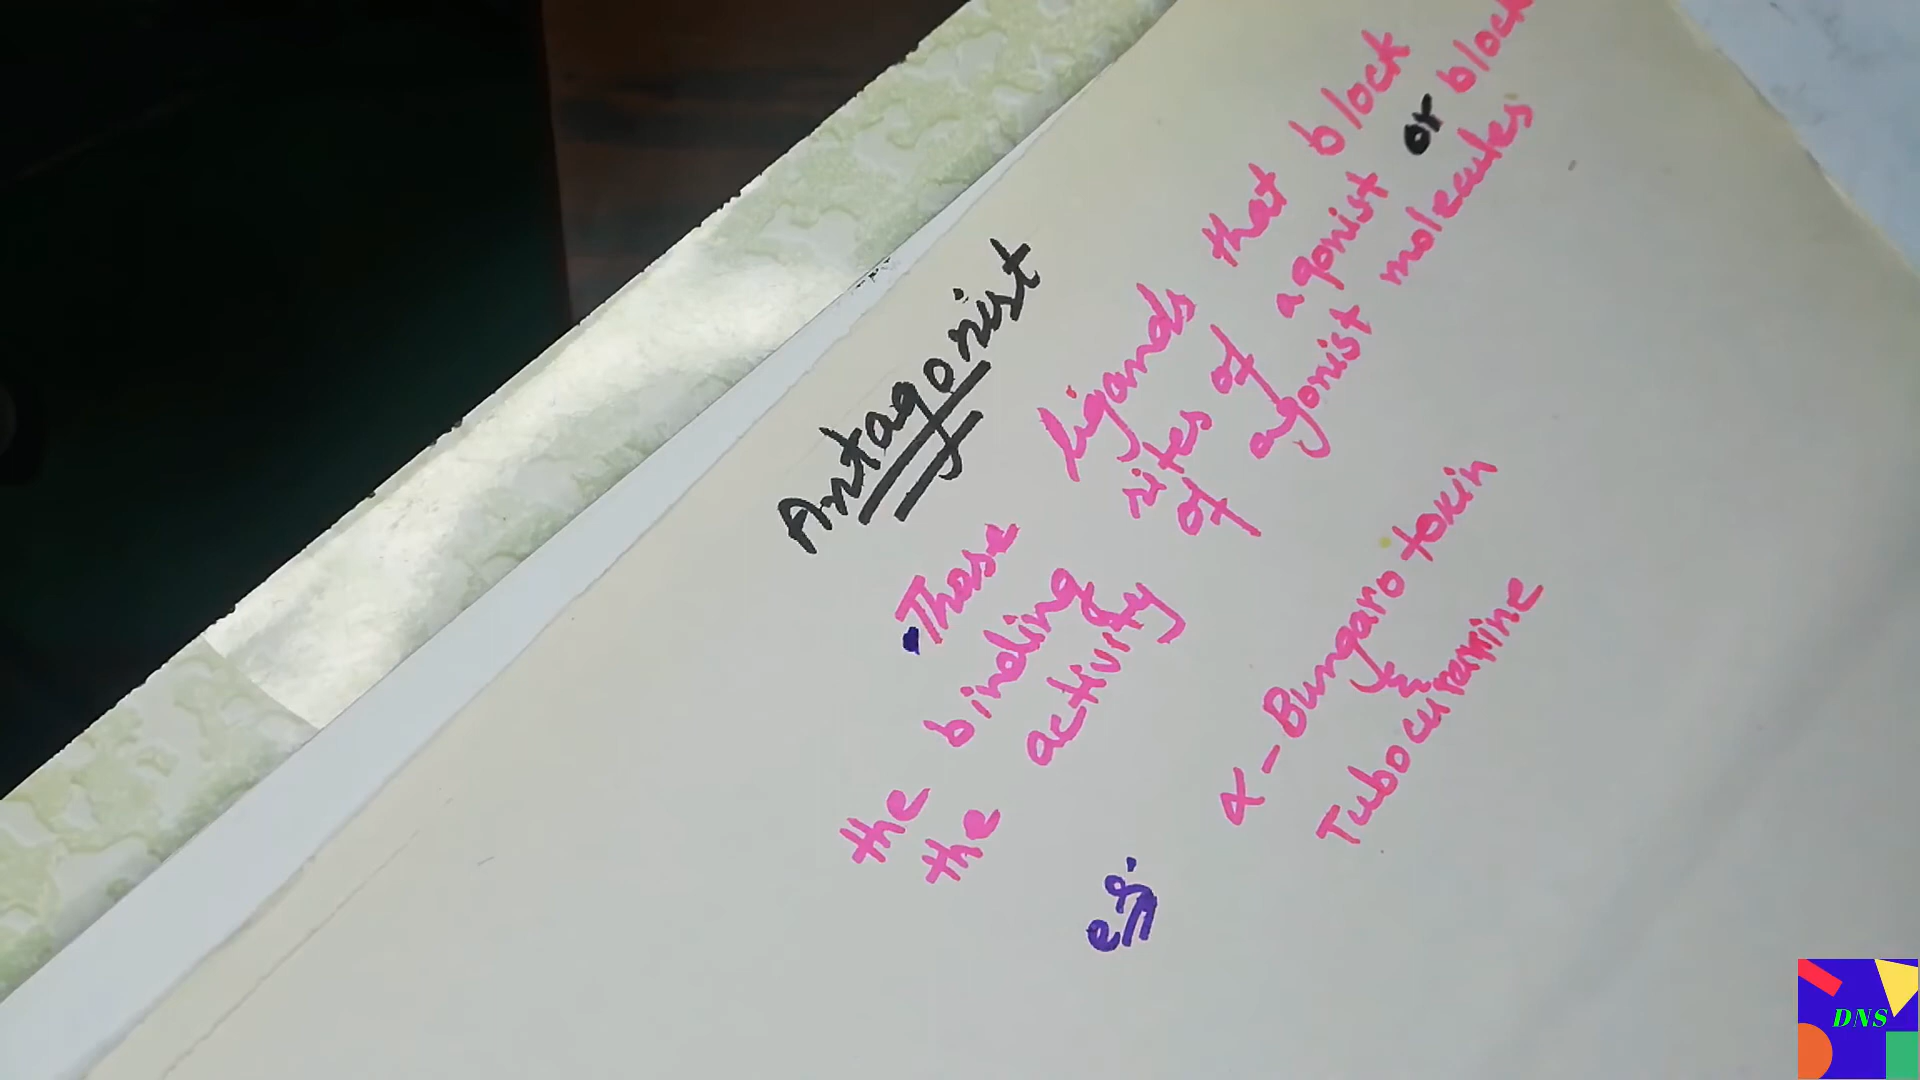 Antagonist
• These ligands that block
the binding sites of agonist or block
the activity of agonist molecules
eg.
α-Bungarotoxin
&
Tubocurarine
DNS